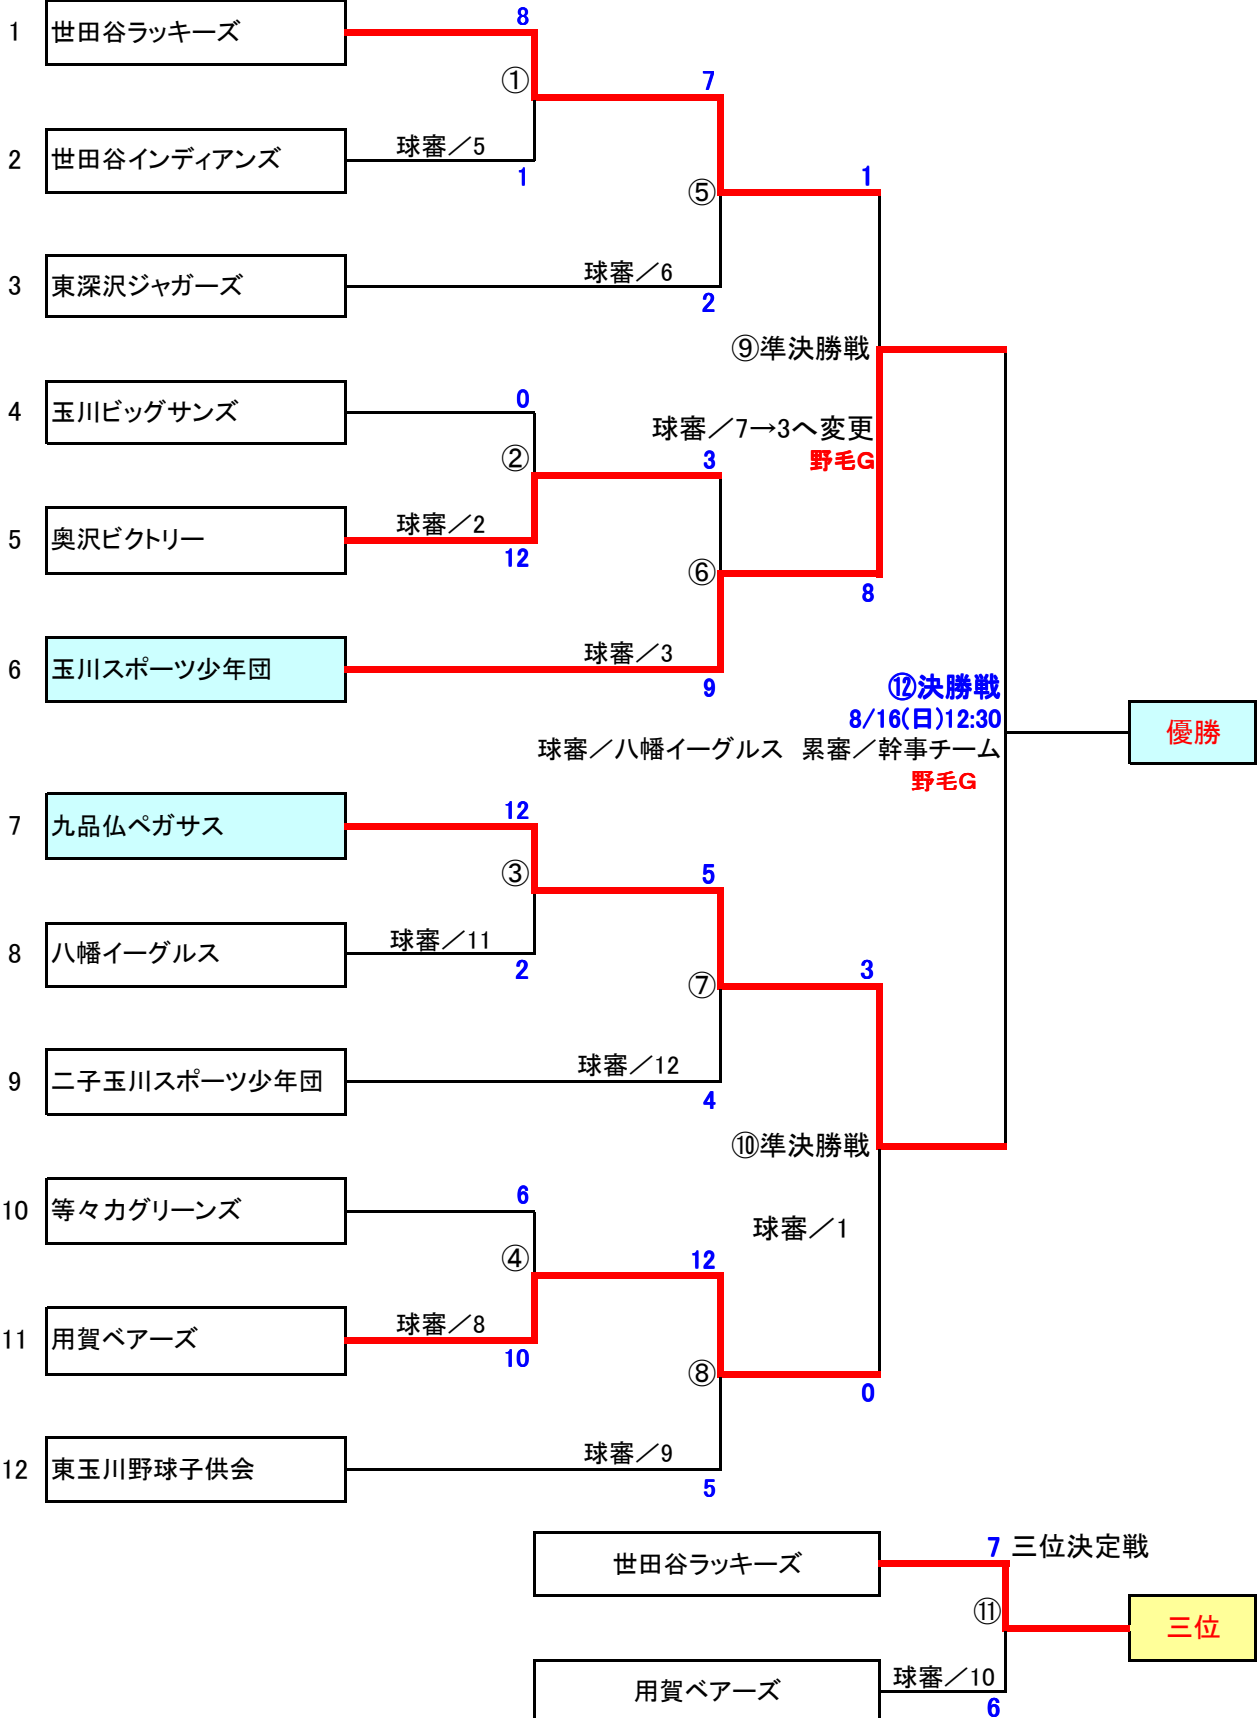 8
1 世田谷ラッキーズ
① 7
2 世田谷インディアンズ 球審／5
1 ⑤ 1
3 東深沢ジャガーズ 球審／6
2
⑨準決勝戦
4 玉川ビッグサンズ 0
球審／7→3へ変更
② 3 野毛G
5 奥沢ビクトリー 球審／2
12 ⑥ 8
6 玉川スポーツ少年団 球審／3
9 ⑫決勝戦
8/16(日)12:30
優勝
球審／八幡イーグルス 累審／幹事チーム
野毛G
12
7 九品仏ペガサス
③ 5
8 八幡イーグルス 球審／11
2 ⑦ 3
9 二子玉川スポーツ少年団 球審／12
4
⑩準決勝戦
10 等々力グリーンズ 6
球審／1
④ 12
11 用賀ベアーズ 球審／8
10 ⑧ 0
12 東玉川野球子供会 球審／9
5
7 三位決定戦
世田谷ラッキーズ
⑪ 三位
用賀ベアーズ 球審／10
6